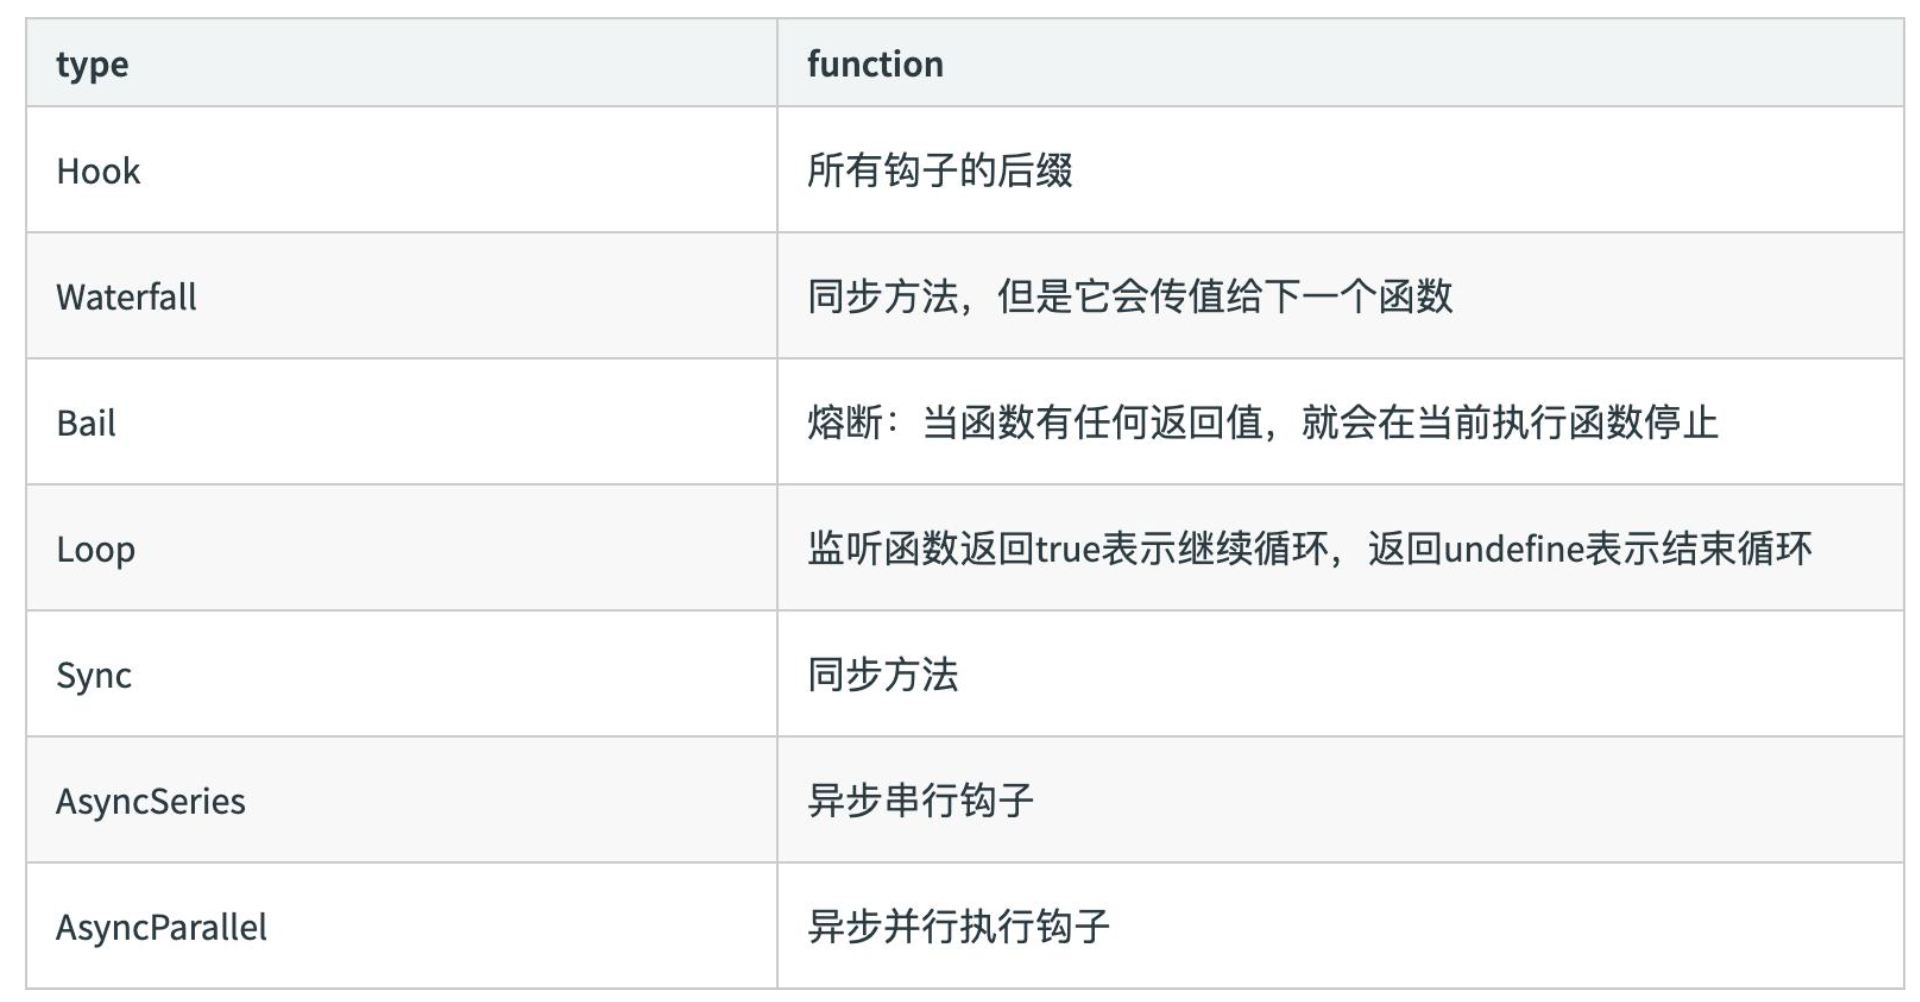 type function
Hook 所有钩子的后缀
Waterfall 同步方法，但是它会传值给下一个函数
Bail 熔断：当函数有任何返回值，就会在当前执行函数停止
Loop 监听函数返回true表示继续循环，返回undefine表示结束循环
Sync 同步方法
AsyncSeries 异步串行钩子
AsyncParallel 异步并行执行钩子